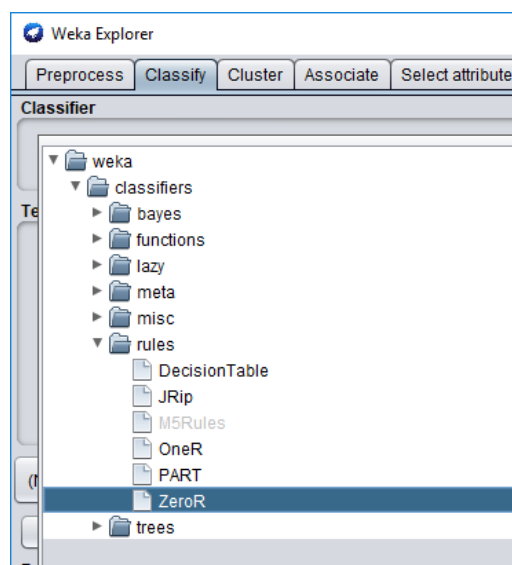 Weka Explorer
Preprocess Classify Cluster Associate Select attribute
Classifier
weka
classifiers
Te
bayes
functions
lazy
meta
misc
rules
DecisionTable
JRip
M5Rules
OneR
PART
ZeroR
trees